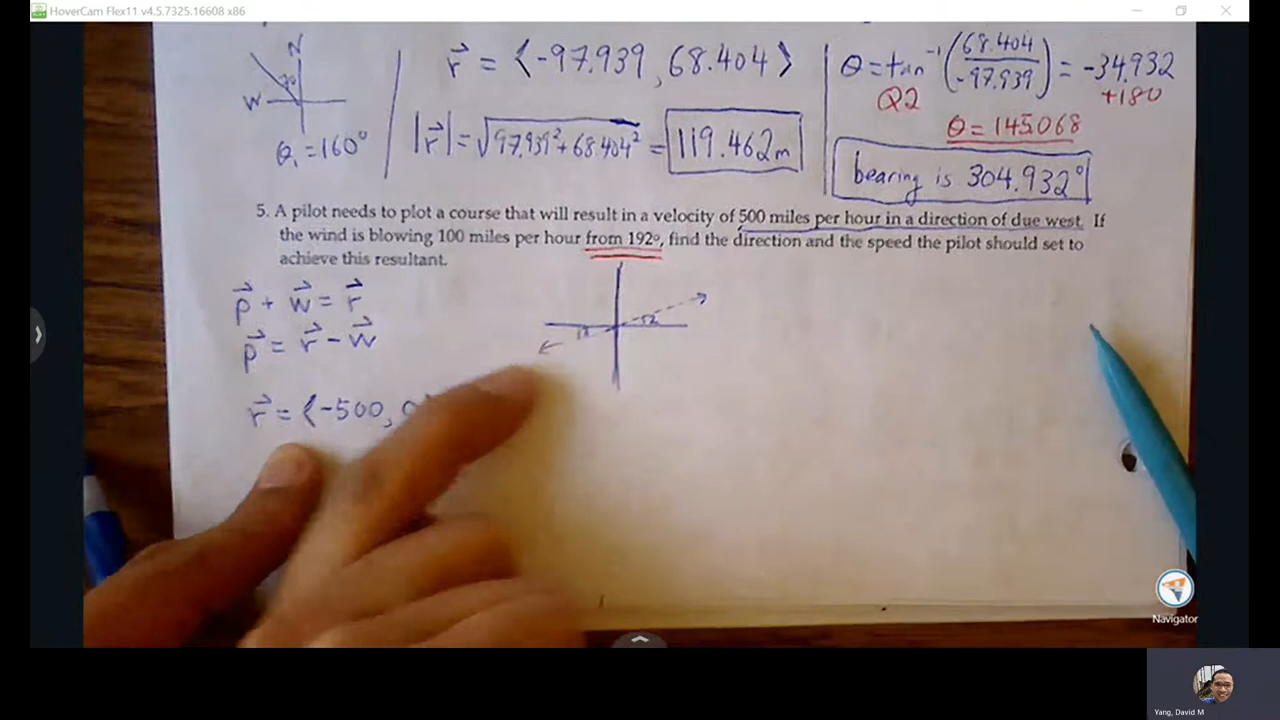 HoverCam Flex11 v4.5.7325.16608 x86
N
W
θ₁ = 160°
r⃗ = ⟨-97.939, 68.404⟩
|r⃗| = √97.939² + 68.404² = 119.462m
θ = tan⁻¹(68.404/-97.939) = -34.932
Q2
+180
θ = 145.068
bearing is 304.932°
5. A pilot needs to plot a course that will result in a velocity of 500 miles per hour in a direction of due west. If
the wind is blowing 100 miles per hour from 192°, find the direction and the speed the pilot should set to
achieve this resultant.
p⃗ + w⃗ = r⃗
p⃗ = r⃗ - w⃗
12
r⃗ = ⟨-500, 0
Navigator
Yang, David M